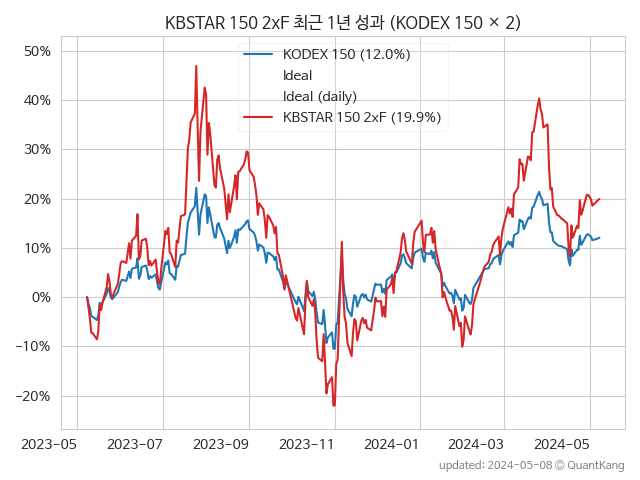 KBSTAR 150 2xF 최근 1년 성과 (KODEX 150 × 2)
KODEX 150 (12.0%)
Ideal
Ideal (daily)
KBSTAR 150 2xF (19.9%)
50%
40%
30%
20%
10%
0%
−10%
−20%
2023-05 2023-07 2023-09 2023-11 2024-01 2024-03 2024-05
updated: 2024-05-08 ⓒ QuantKang